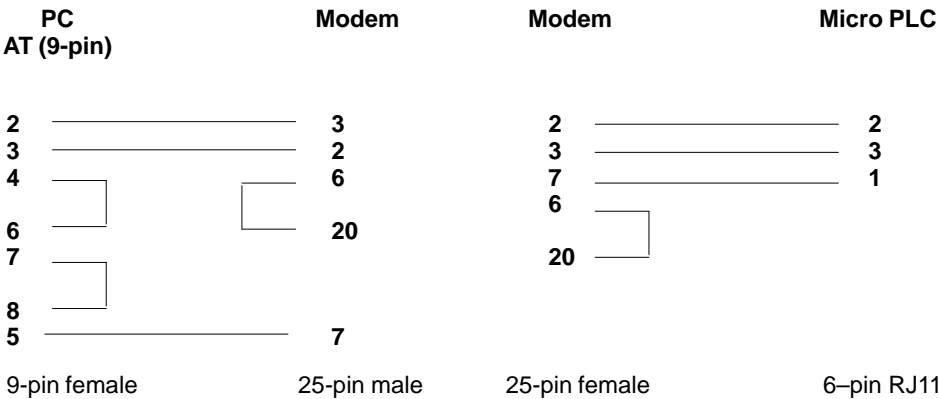 PC Modem Modem Micro PLC
AT (9-pin)
2 3 2 2
3 2 3 3
4 6 7 1
6
6 20 20
7
8
5 7
9-pin female 25-pin male 25-pin female 6–pin RJ11